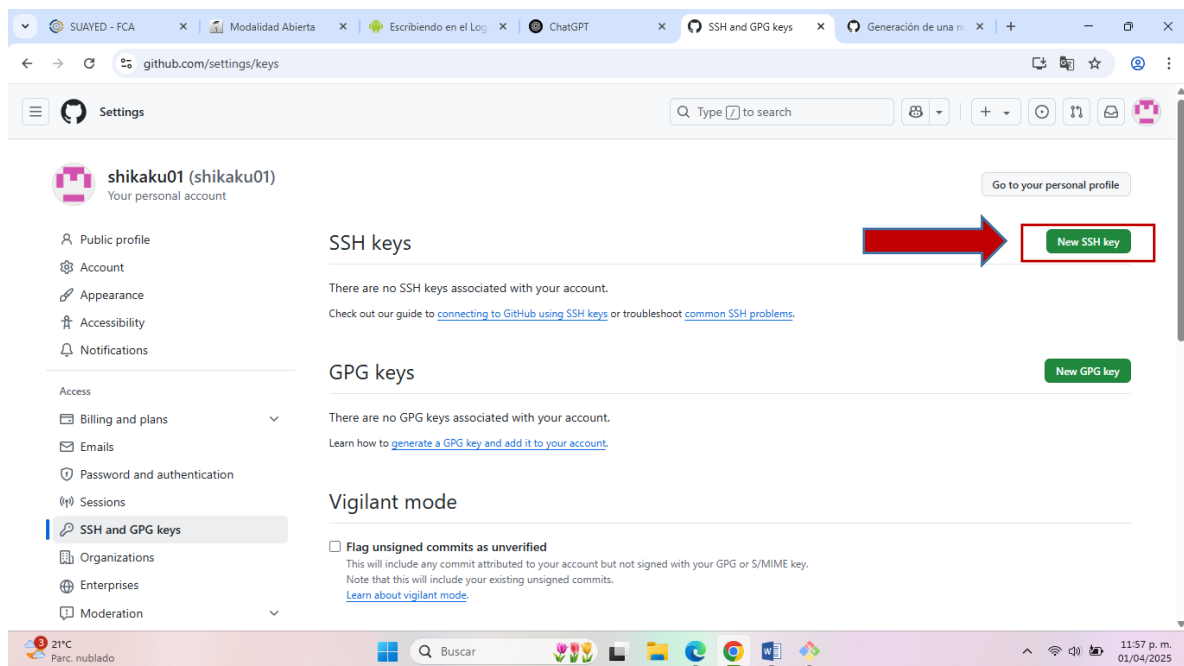 SUAYED - FCA
Modalidad Abierta
Escribiendo en el Log
ChatGPT
SSH and GPG keys
Generación de una n
github.com/settings/keys
Settings
Type / to search
shikaku01 (shikaku01)
Your personal account
Go to your personal profile
Public profile
Account
Appearance
Accessibility
Notifications
Access
Billing and plans
Emails
Password and authentication
Sessions
SSH and GPG keys
Organizations
Enterprises
Moderation
SSH keys
New SSH key
There are no SSH keys associated with your account.
Check out our guide to connecting to GitHub using SSH keys or troubleshoot common SSH problems.
GPG keys
New GPG key
There are no GPG keys associated with your account.
Learn how to generate a GPG key and add it to your account.
Vigilant mode
Flag unsigned commits as unverified
This will include any commit attributed to your account but not signed with your GPG or S/MIME key.
Note that this will include your existing unsigned commits.
Learn about vigilant mode.
3
21°C
Parc. nublado
Buscar
11:57 p. m.
01/04/2025